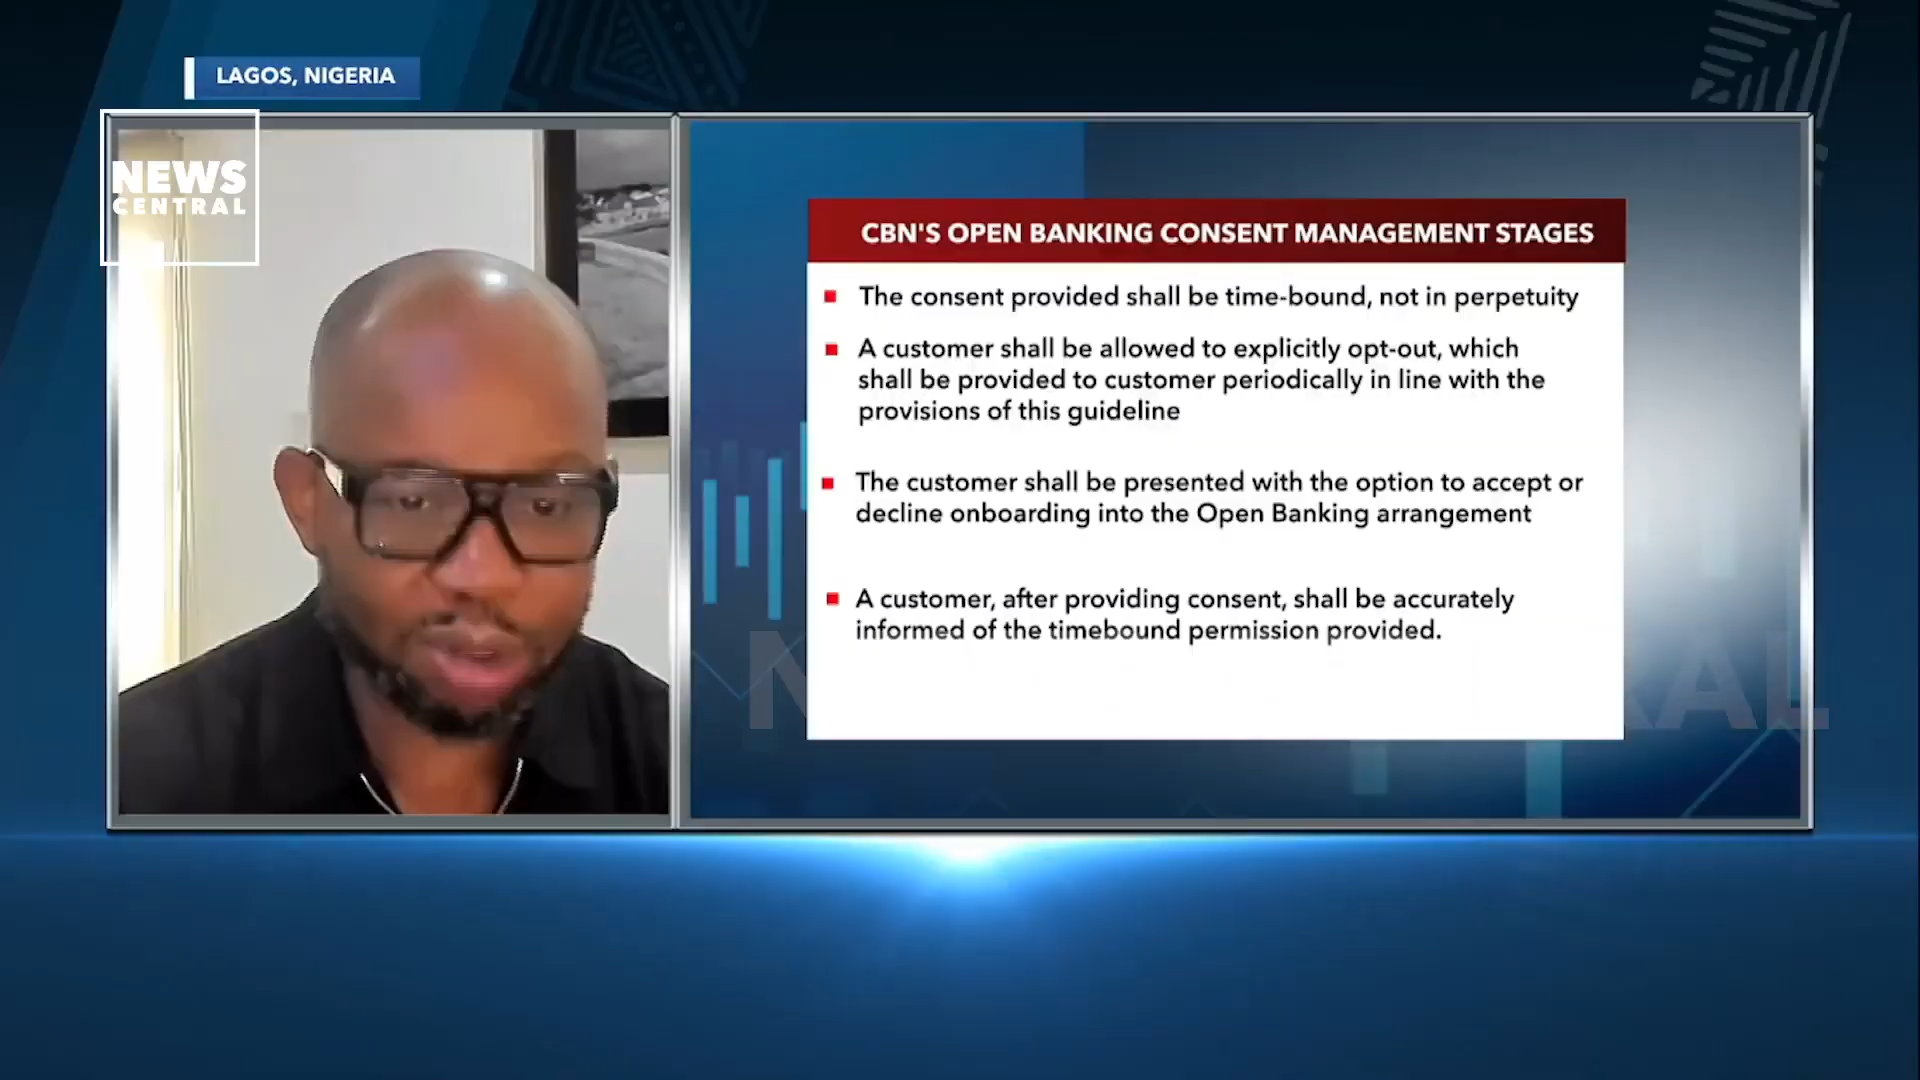 LAGOS, NIGERIA
NEWS
CENTRAL
CBN'S OPEN BANKING CONSENT MANAGEMENT STAGES
The consent provided shall be time-bound, not in perpetuity
A customer shall be allowed to explicitly opt-out, which
shall be provided to customer periodically in line with the
provisions of this guideline
The customer shall be presented with the option to accept or
decline onboarding into the Open Banking arrangement
A customer, after providing consent, shall be accurately
informed of the timebound permission provided.